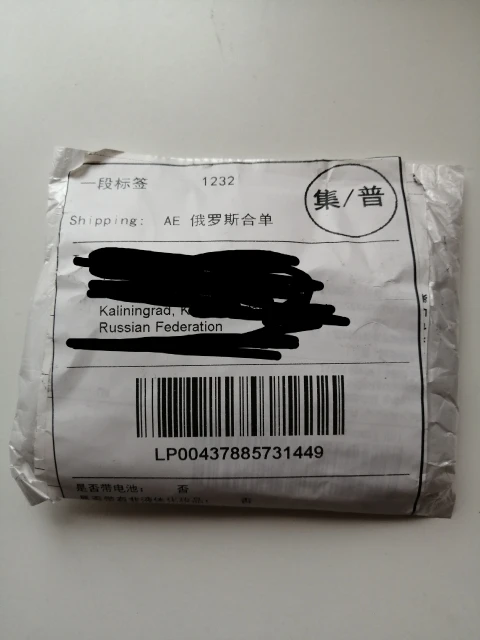 一段标签 1232
集/普
Shipping: AE 俄罗斯合单
Kaliningrad, K
Russian Federation
LP00437885731449
是否带电池: 否